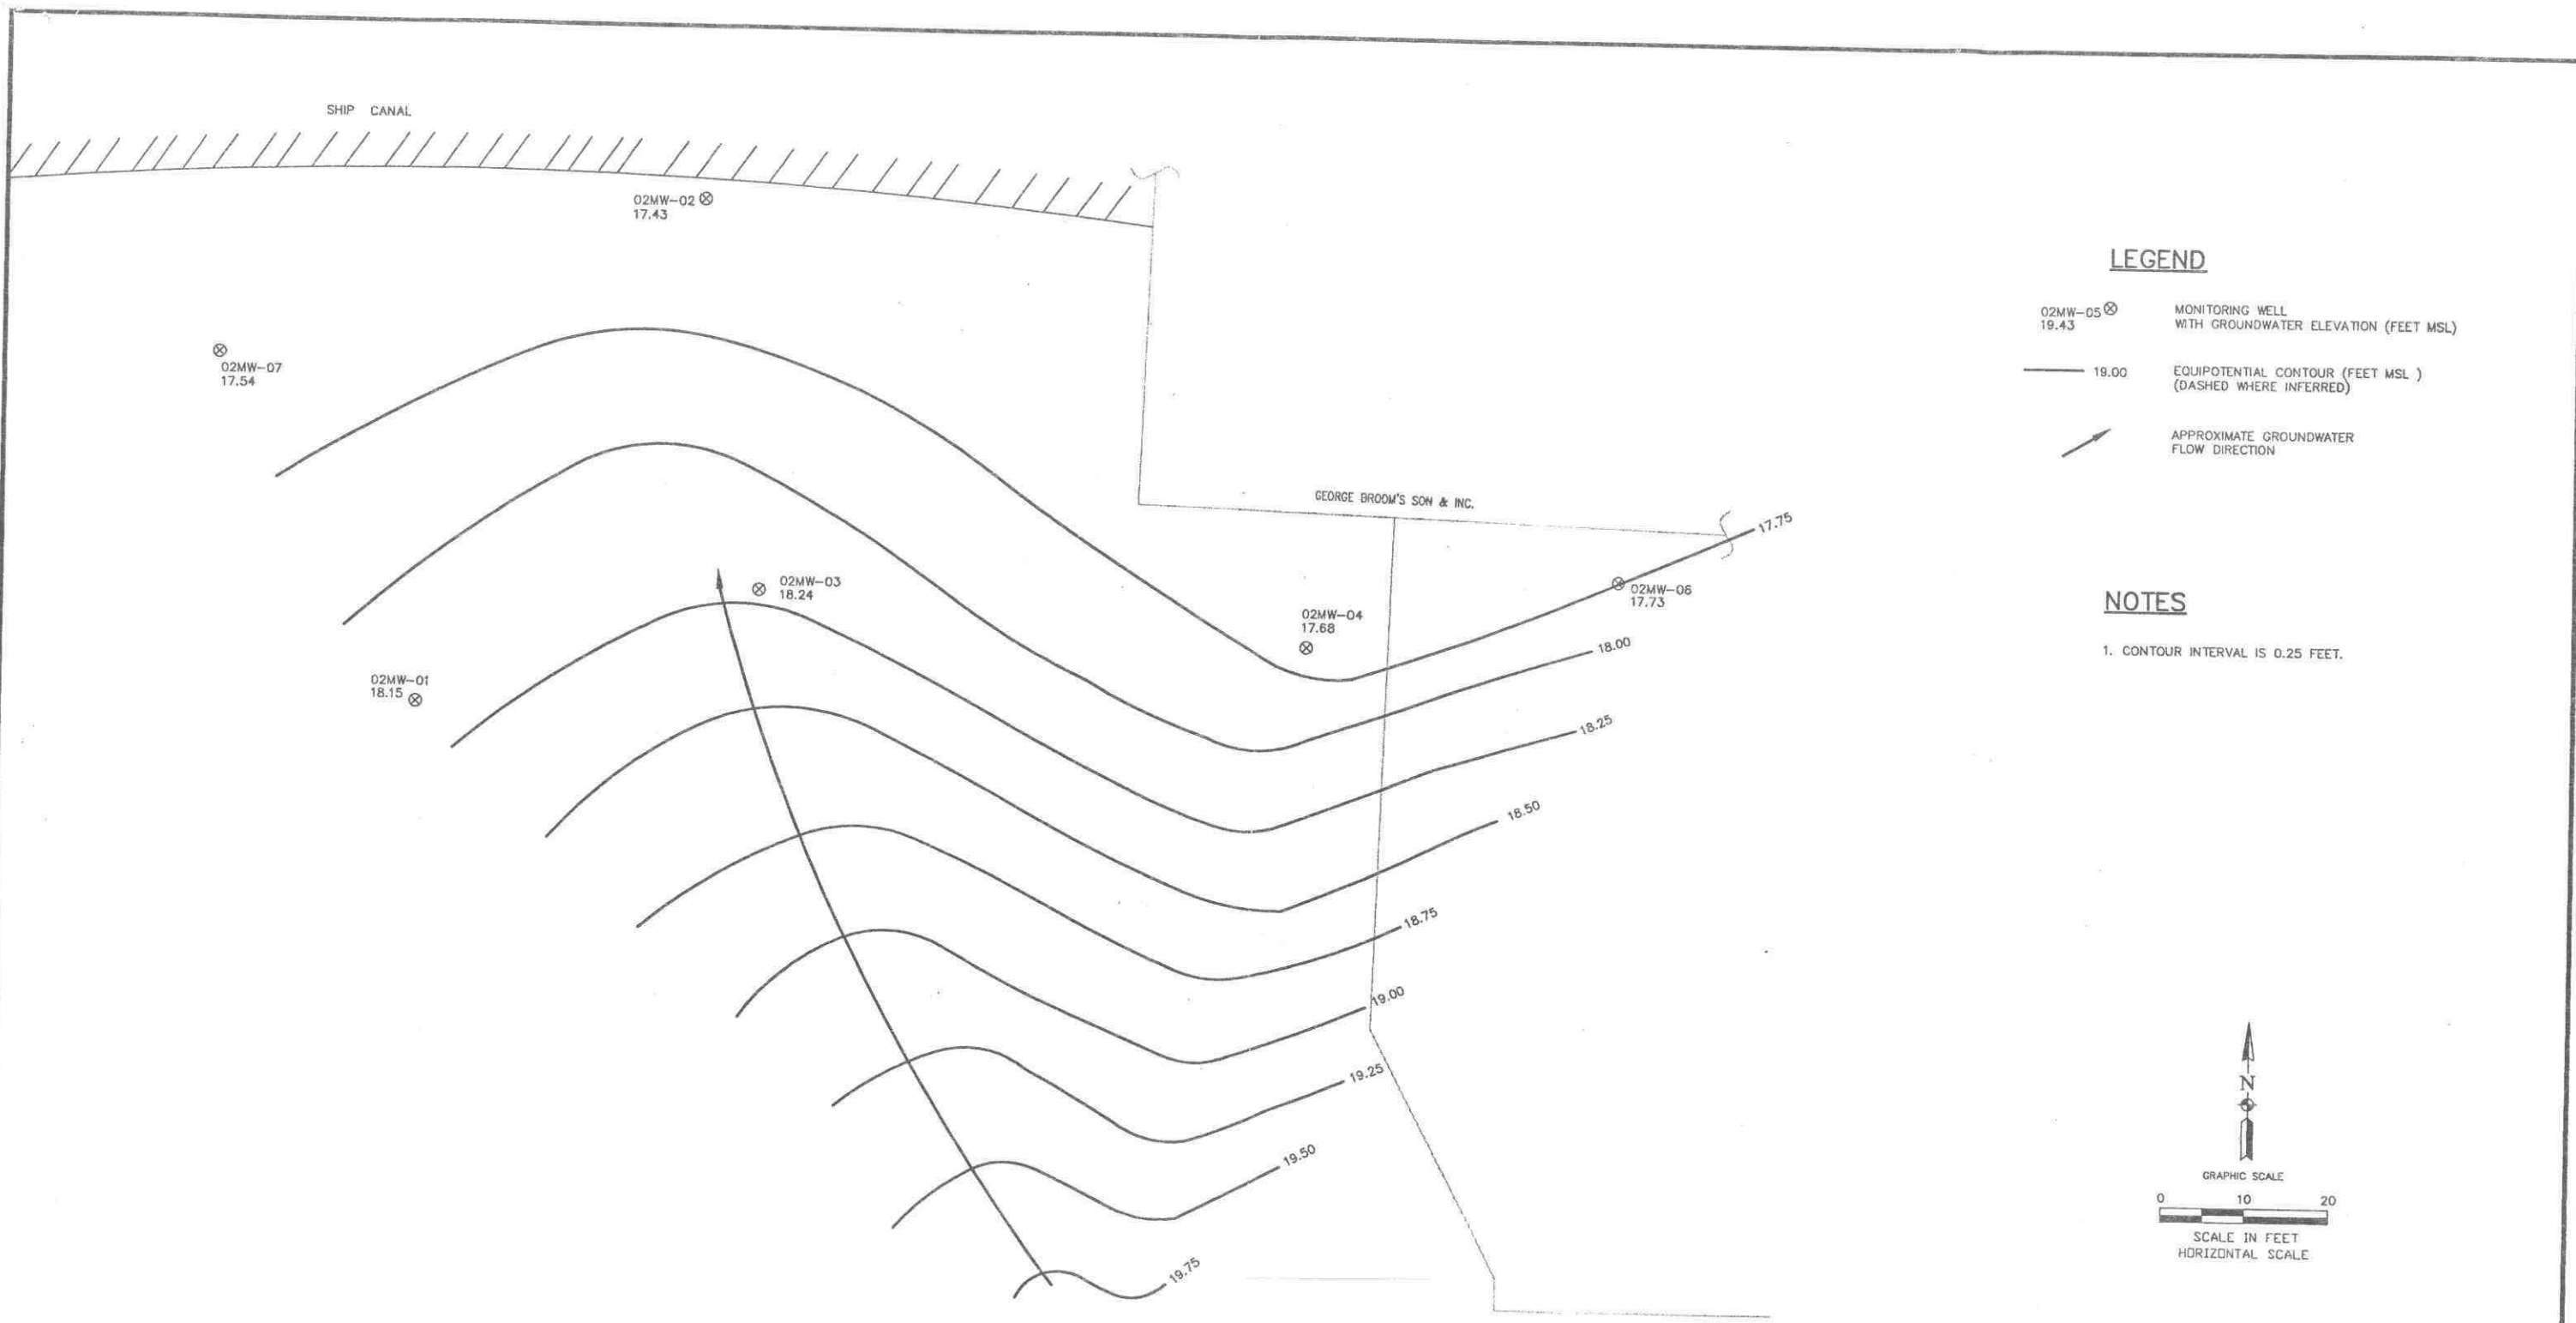 SHIP CANAL
02MW-02
17.43
02MW-07
17.54
GEORGE BROOM'S SON & INC.
17.75
02MW-03
18.24
02MW-06
17.73
02MW-04
17.68
18.00
02MW-01
18.15
18.25
18.50
18.75
19.00
19.25
19.50
19.75
LEGEND
02MW-05
19.43
MONITORING WELL
WITH GROUNDWATER ELEVATION (FEET MSL)
19.00
EQUIPOTENTIAL CONTOUR (FEET MSL )
(DASHED WHERE INFERRED)
APPROXIMATE GROUNDWATER
FLOW DIRECTION
NOTES
1. CONTOUR INTERVAL IS 0.25 FEET.
N
GRAPHIC SCALE
0 10 20
SCALE IN FEET
HORIZONTAL SCALE